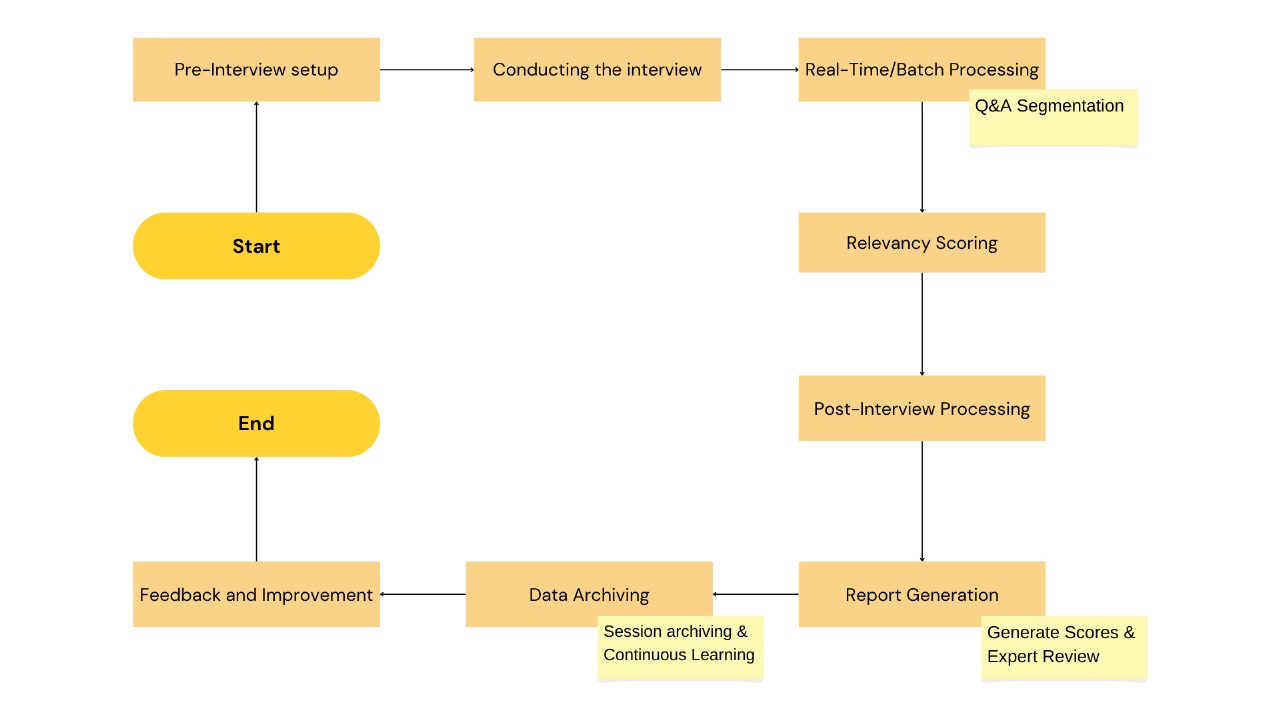 Pre-Interview setup
Conducting the interview
Real-Time/Batch Processing
Q&A Segmentation
Start
Relevancy Scoring
End
Post-Interview Processing
Feedback and Improvement
Data Archiving
Report Generation
Session archiving &
Continuous Learning
Generate Scores &
Expert Review